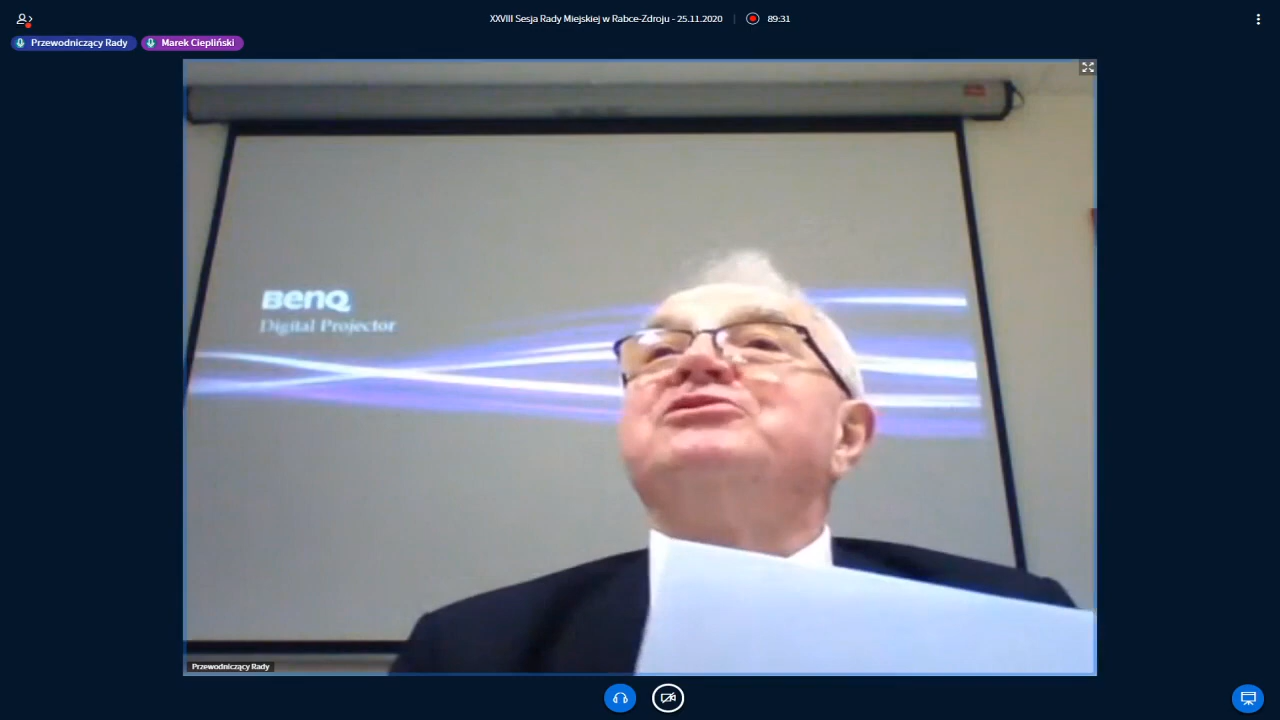 XXVIII Sesja Rady Miejskiej w Rabce-Zdroju - 25.11.2020
89:31
Przewodniczący Rady
Marek Ciepliński
BenQ
Digital Projector
Przewodniczący Rady